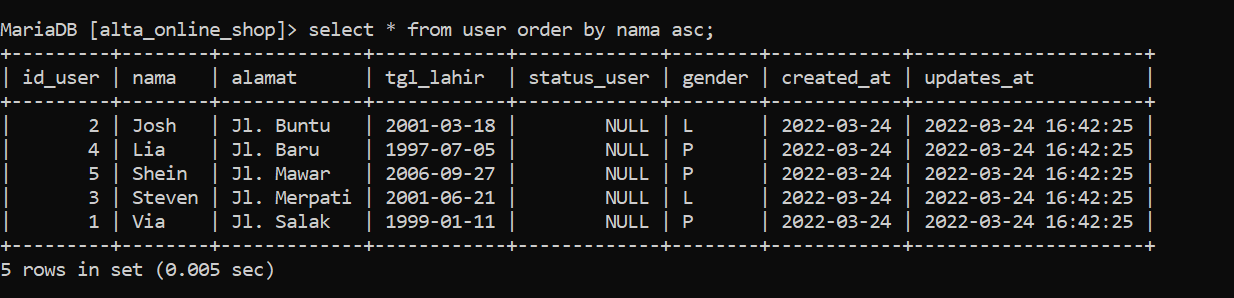 MariaDB [alta_online_shop]> select * from user order by nama asc;
+---------+--------+-------------+------------+-------------+--------+------------+---------------------+
| id_user | nama   | alamat      | tgl_lahir  | status_user | gender | created_at | updates_at          |
+---------+--------+-------------+------------+-------------+--------+------------+---------------------+
|       2 | Josh   | Jl. Buntu   | 2001-03-18 |        NULL | L      | 2022-03-24 | 2022-03-24 16:42:25 |
|       4 | Lia    | Jl. Baru    | 1997-07-05 |        NULL | P      | 2022-03-24 | 2022-03-24 16:42:25 |
|       5 | Shein  | Jl. Mawar   | 2006-09-27 |        NULL | P      | 2022-03-24 | 2022-03-24 16:42:25 |
|       3 | Steven | Jl. Merpati | 2001-06-21 |        NULL | L      | 2022-03-24 | 2022-03-24 16:42:25 |
|       1 | Via    | Jl. Salak   | 1999-01-11 |        NULL | P      | 2022-03-24 | 2022-03-24 16:42:25 |
+---------+--------+-------------+------------+-------------+--------+------------+---------------------+
5 rows in set (0.005 sec)